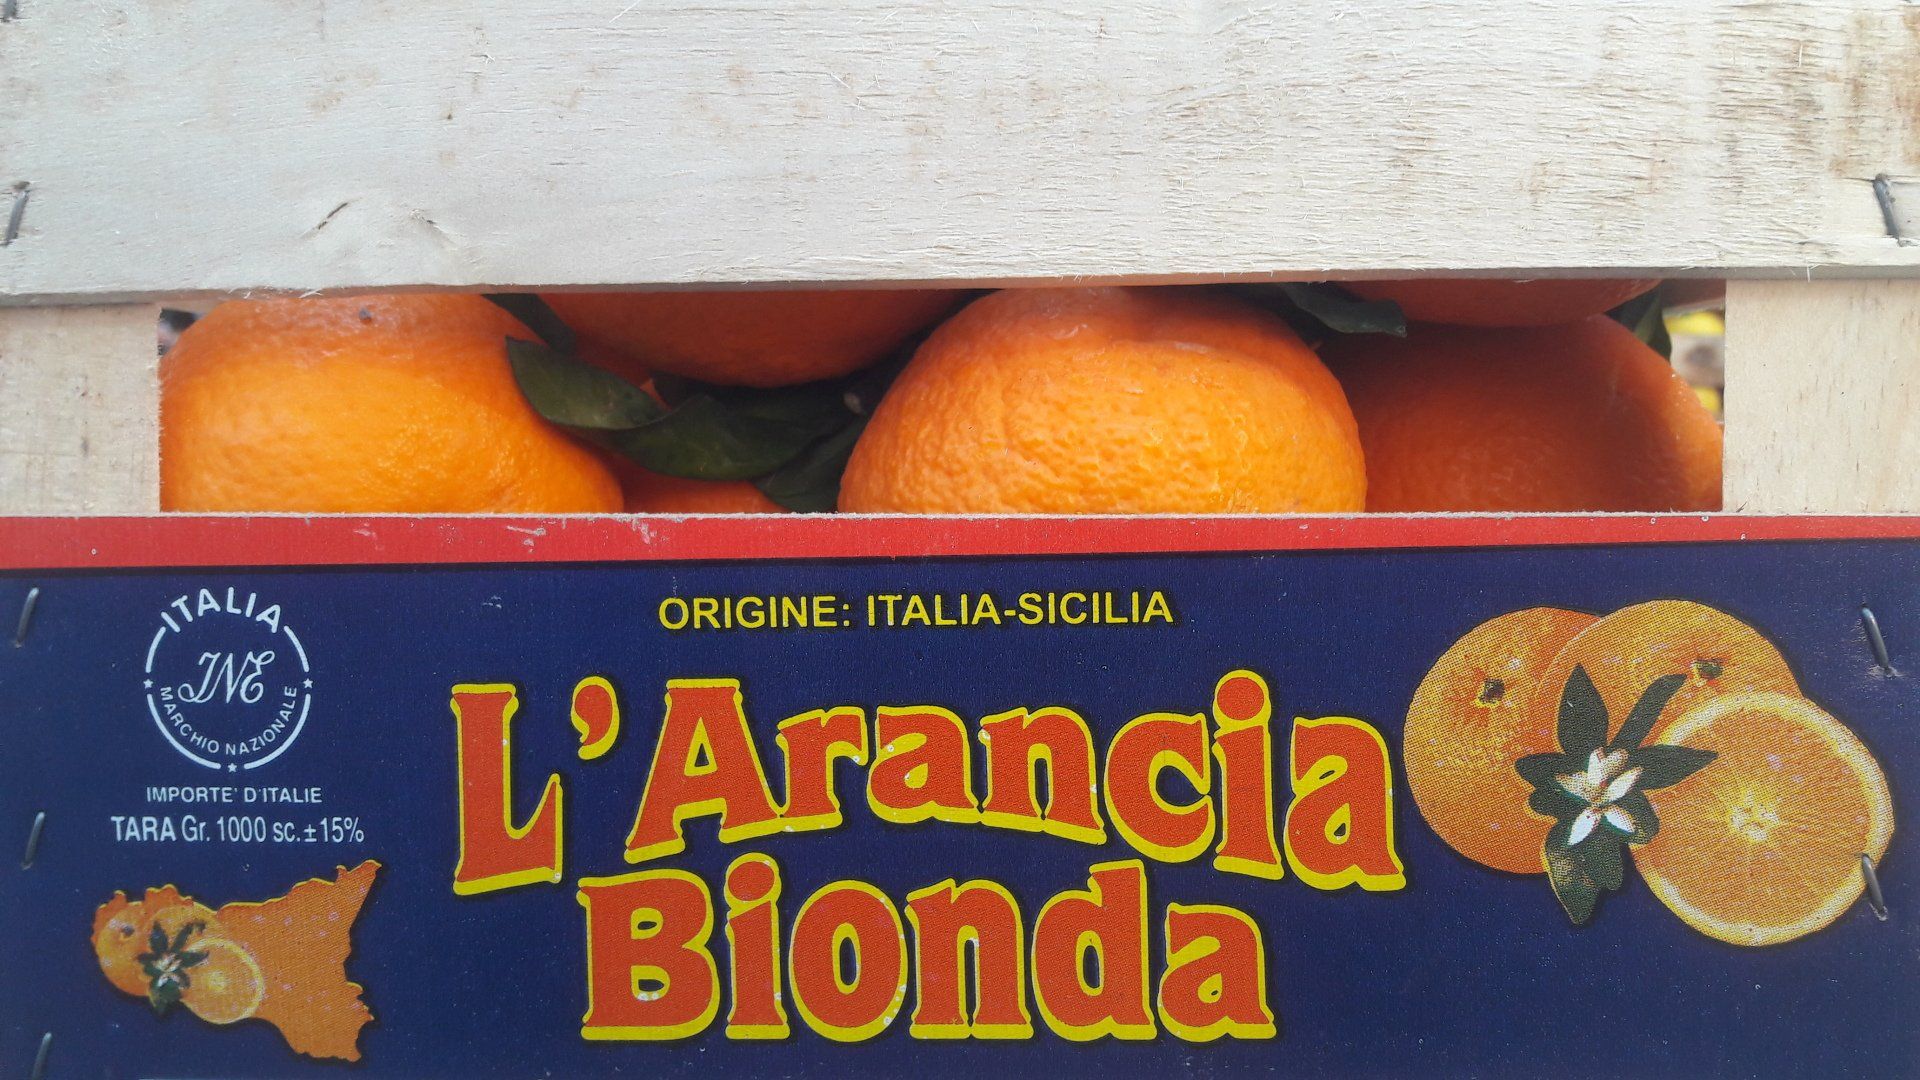 ITALIA
INE
MARCHIO NAZIONALE
IMPORTE' D'ITALIE
TARA Gr. 1000 sc.±15%
ORIGINE: ITALIA-SICILIA
L'Arancia
Bionda